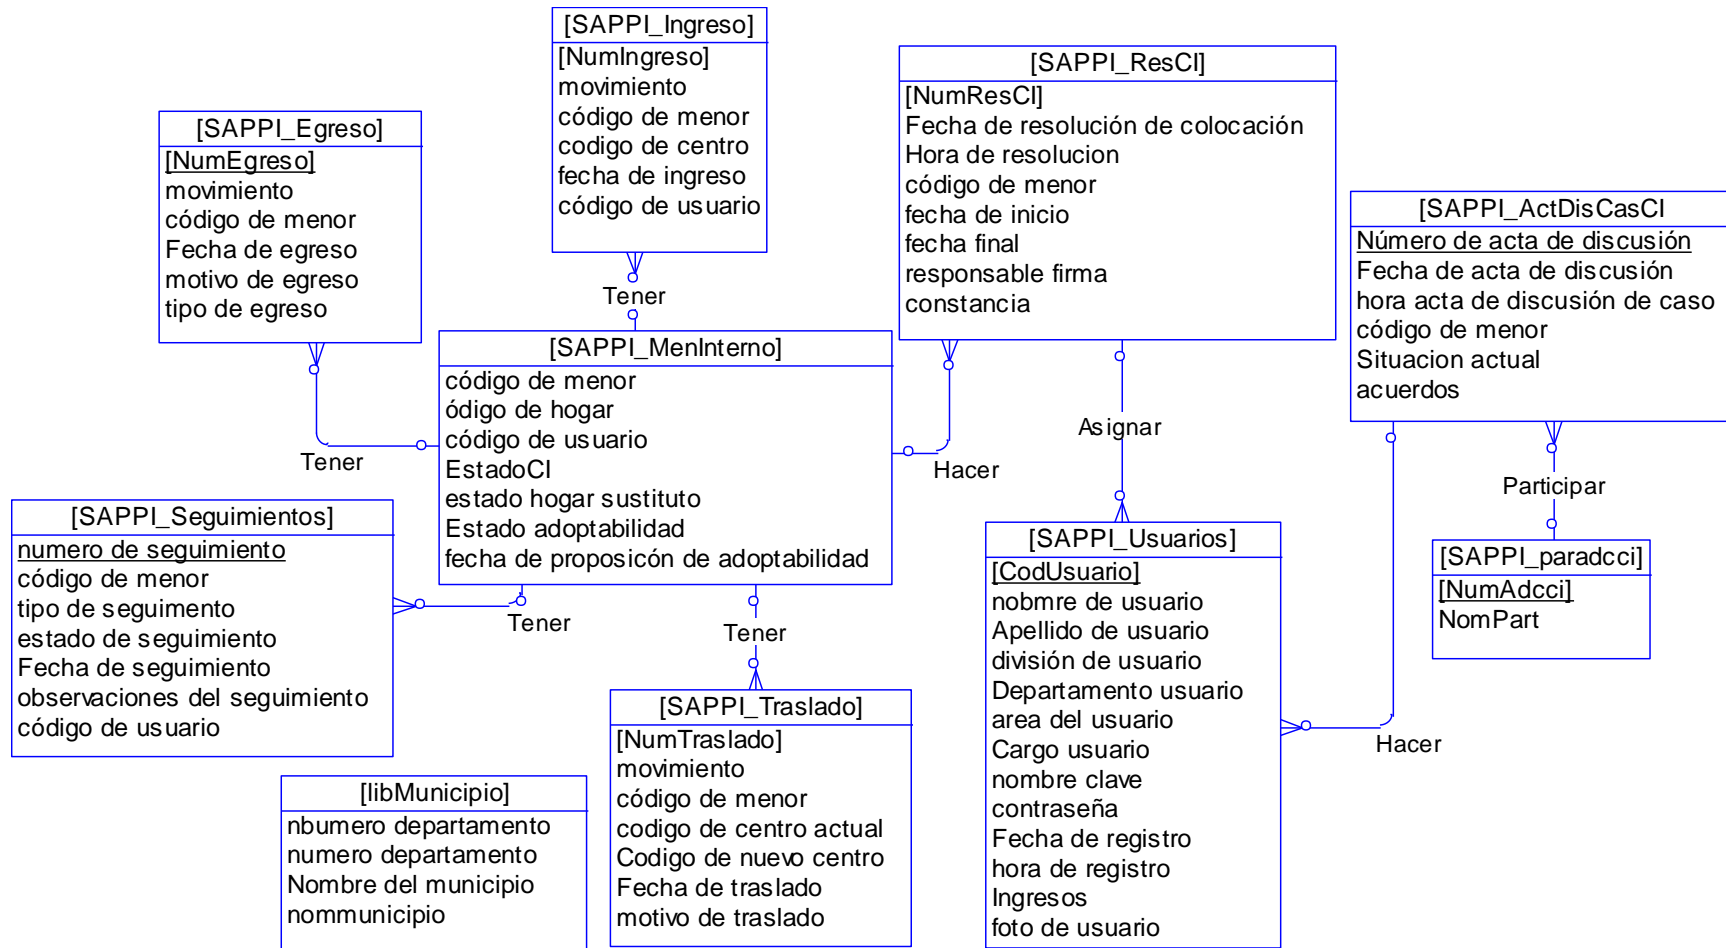 [SAPPI_Ingreso]
[NumIngreso]
movimiento
código de menor
codigo de centro
fecha de ingreso
código de usuario
[SAPPI_ResCI]
[NumResCI]
Fecha de resolución de colocación
Hora de resolucion
código de menor
fecha de inicio
fecha final
responsable firma
constancia
[SAPPI_Egreso]
[NumEgreso]
movimiento
código de menor
Fecha de egreso
motivo de egreso
tipo de egreso
[SAPPI_ActDisCasCI
Número de acta de discusión
Fecha de acta de discusión
hora acta de discusión de caso
código de menor
Situacion actual
acuerdos
Tener
[SAPPI_MenInterno]
código de menor
ódigo de hogar
código de usuario
EstadoCI
estado hogar sustituto
Estado adoptabilidad
fecha de proposicón de adoptabilidad
Tener
Hacer
Asignar
Participar
[SAPPI_Seguimientos]
numero de seguimiento
código de menor
tipo de seguimento
estado de seguimiento
Fecha de seguimiento
observaciones del seguimiento
código de usuario
Tener
Tener
[SAPPI_Usuarios]
[CodUsuario]
nobmre de usuario
Apellido de usuario
división de usuario
Departamento usuario
area del usuario
Cargo usuario
nombre clave
contraseña
Fecha de registro
hora de registro
Ingresos
foto de usuario
[SAPPI_paradcci]
[NumAdcci]
NomPart
Hacer
[SAPPI_Traslado]
[NumTraslado]
movimiento
código de menor
codigo de centro actual
Codigo de nuevo centro
Fecha de traslado
motivo de traslado
[libMunicipio]
nbumero departamento
numero departamento
Nombre del municipio
nommunicipio